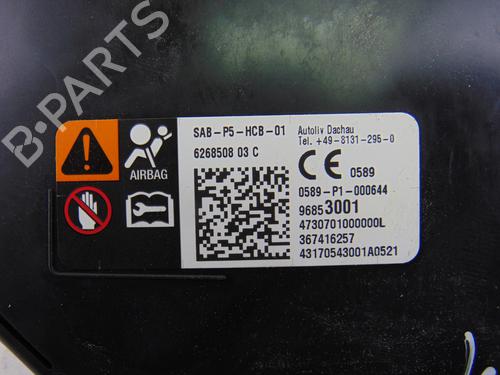 B-PARTS
SAB-P5-HCB-01
6268508 03 C
Autoliv Dachau
Tel. +49-8131-295-0
AIRBAG
CE 0589
0589-P1-000644
96853001
4730701000000L
367416257
43170543001A0521